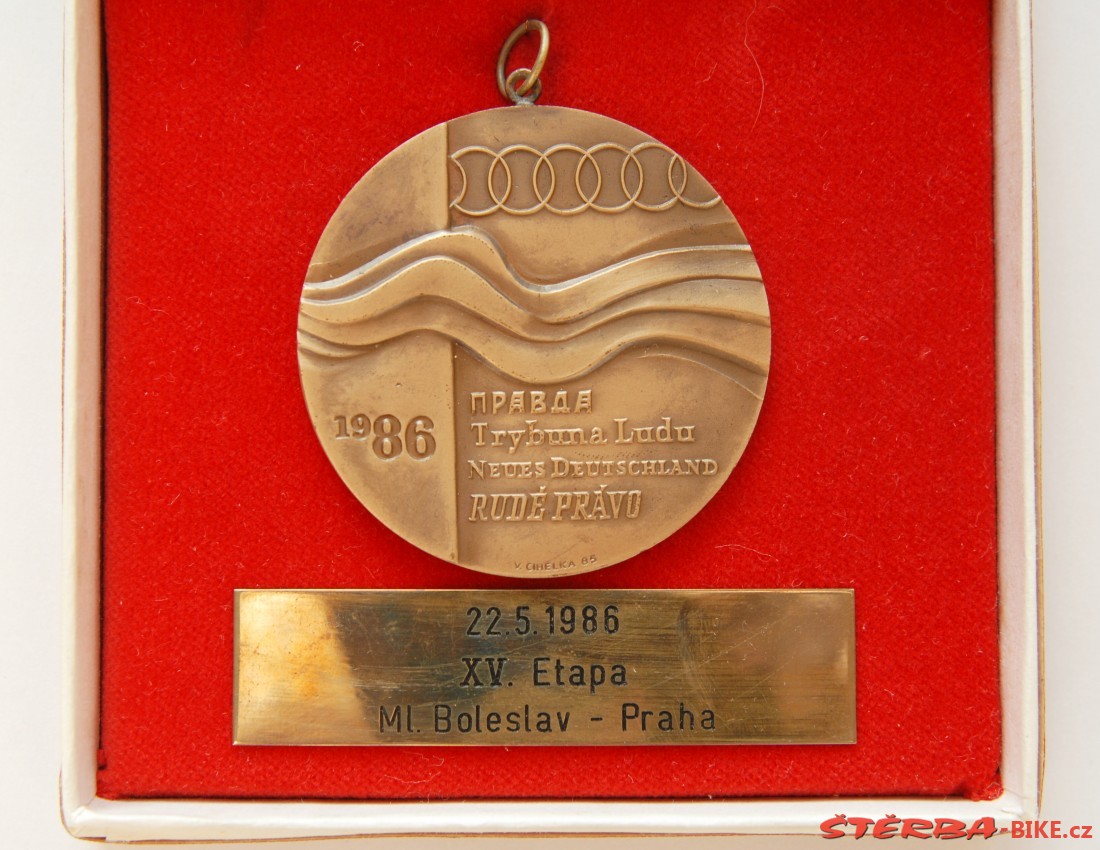 1986
ПРАВДА
Trybuna Ludu
NEUES DEUTSCHLAND
RUDÉ PRÁVO
V. CIHELKA 85
22.5.1986
XV. Etapa
Ml. Boleslav - Praha
ŠTĚRBA-BIKE.cz